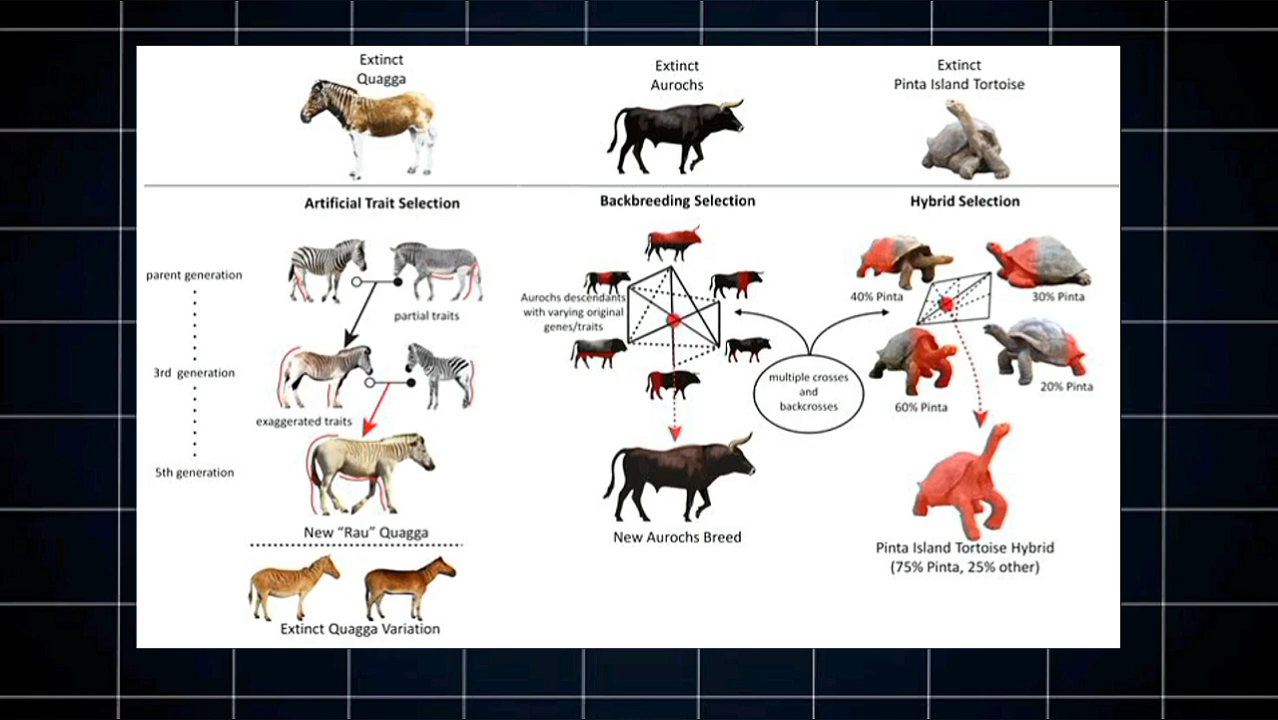 Extinct
Quagga
Extinct
Aurochs
Extinct
Pinta Island Tortoise
Artificial Trait Selection
Backbreeding Selection
Hybrid Selection
parent generation
partial traits
3rd generation
exaggerated traits
5th generation
New “Rau” Quagga
Extinct Quagga Variation
Aurochs descendants
with varying original
genes/traits
New Aurochs Breed
multiple crosses
and
backcrosses
40% Pinta
30% Pinta
60% Pinta
20% Pinta
Pinta Island Tortoise Hybrid
(75% Pinta, 25% other)